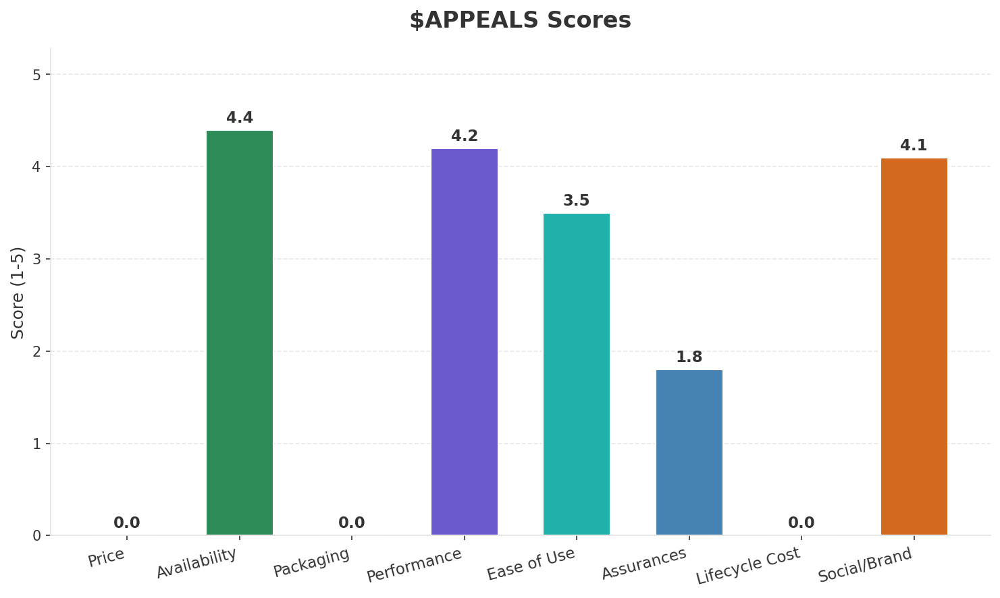 $APPEALS Scores
Score (1-5)
5
4
3
2
1
0
0.0
4.4
0.0
4.2
3.5
1.8
0.0
4.1
Price
Availability
Packaging
Performance
Ease of Use
Assurances
Lifecycle Cost
Social/Brand